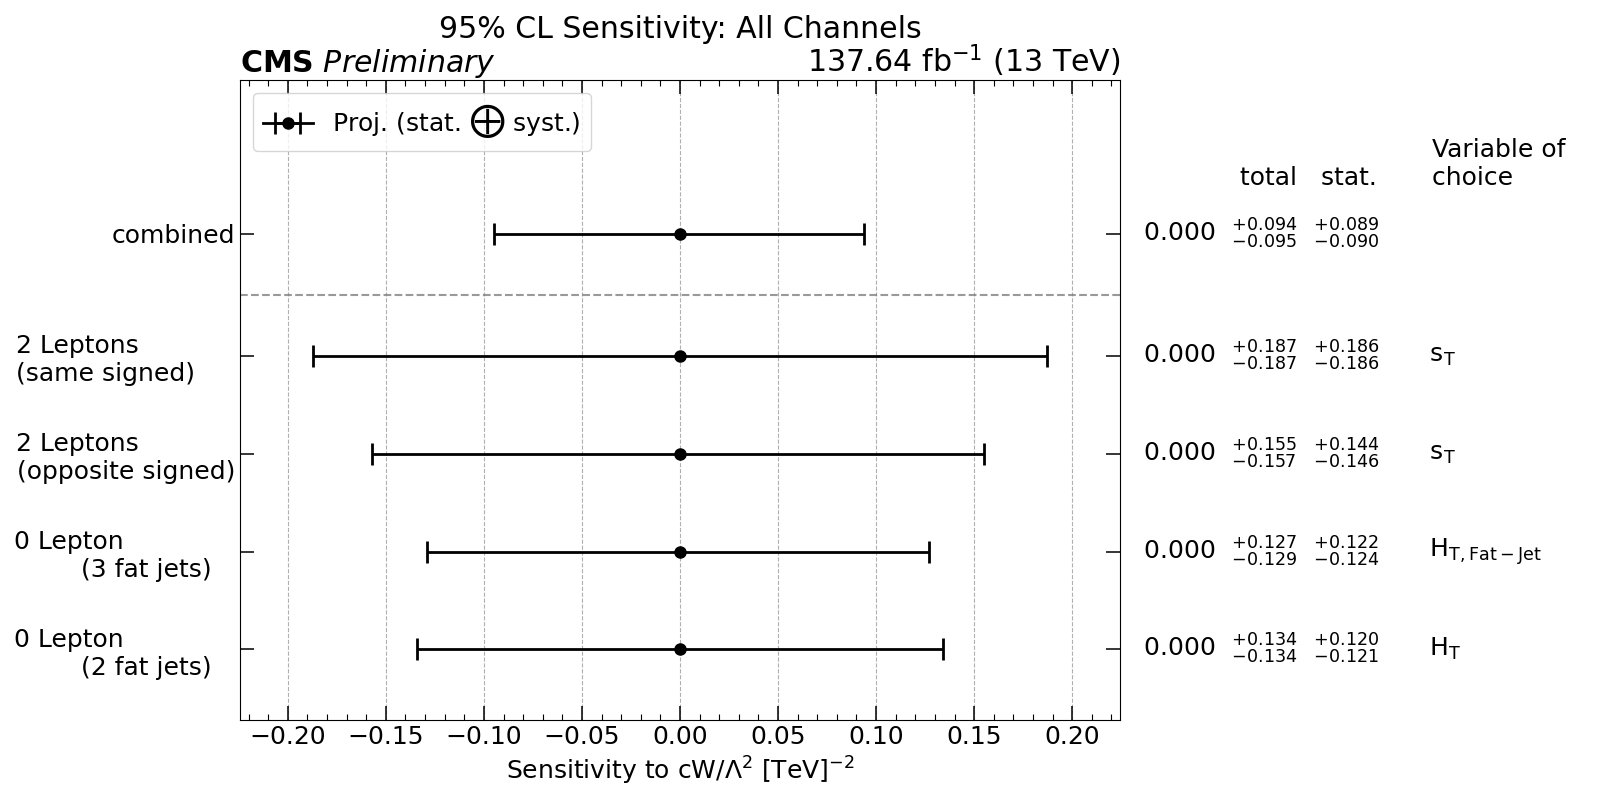 95% CL Sensitivity: All Channels
CMS Preliminary 137.64 fb⁻¹ (13 TeV)
Proj. (stat. ⊕ syst.)
Variable of
total stat. choice
combined 0.000 +0.094 −0.095 +0.089 −0.090
2 Leptons
(same signed) 0.000 +0.187 −0.187 +0.186 −0.186 s_T
2 Leptons
(opposite signed) 0.000 +0.155 −0.157 +0.144 −0.146 s_T
0 Lepton
(3 fat jets) 0.000 +0.127 −0.129 +0.122 −0.124 H_T,Fat−Jet
0 Lepton
(2 fat jets) 0.000 +0.134 −0.134 +0.120 −0.121 H_T
−0.20 −0.15 −0.10 −0.05 0.00 0.05 0.10 0.15 0.20
Sensitivity to cW/Λ² [TeV]⁻²